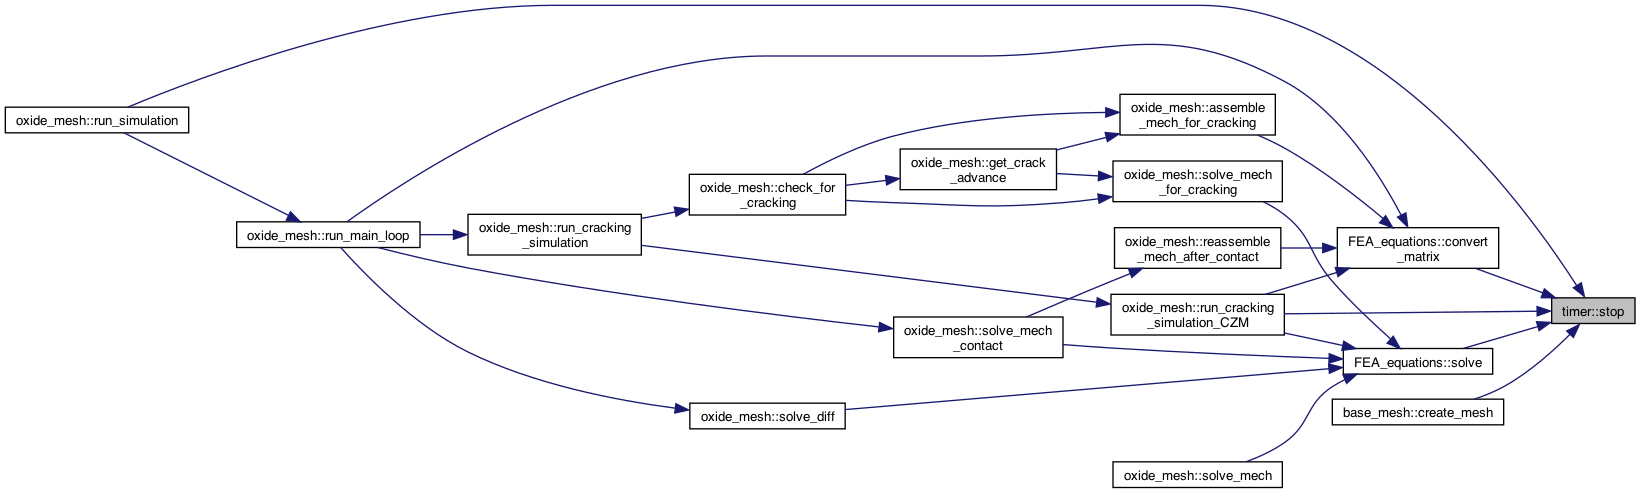 oxide_mesh::run_simulation
oxide_mesh::run_main_loop
oxide_mesh::run_cracking
_simulation
oxide_mesh::check_for
_cracking
oxide_mesh::get_crack
_advance
oxide_mesh::assemble
_mech_for_cracking
oxide_mesh::solve_mech
_for_cracking
oxide_mesh::reassemble
_mech_after_contact
oxide_mesh::run_cracking
_simulation_CZM
oxide_mesh::solve_mech
_contact
oxide_mesh::solve_diff
oxide_mesh::solve_mech
FEA_equations::convert
_matrix
FEA_equations::solve
base_mesh::create_mesh
timer::stop